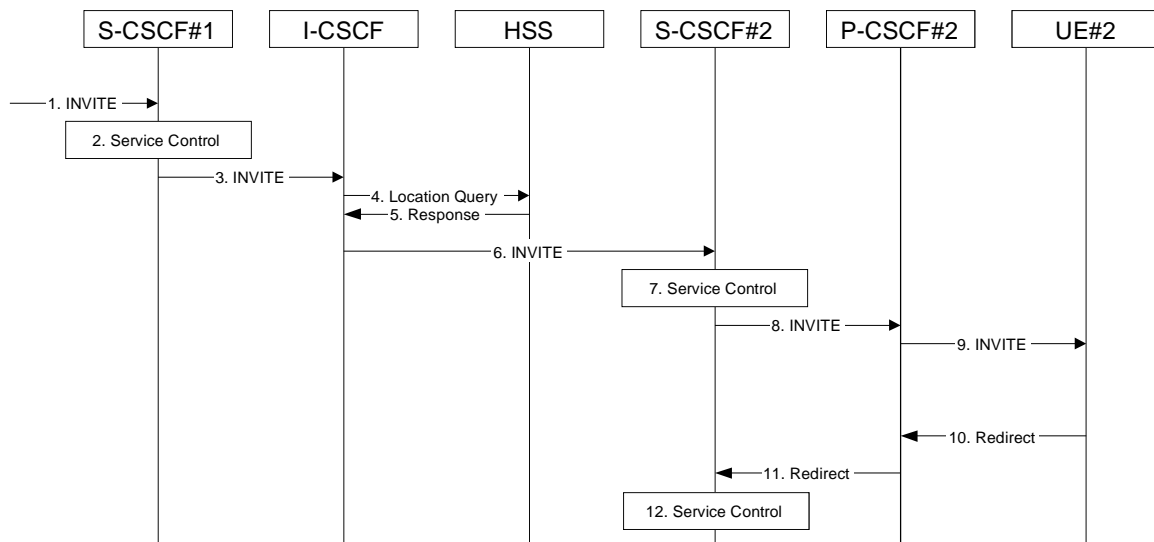 S-CSCF#1
I-CSCF
HSS
S-CSCF#2
P-CSCF#2
UE#2
1. INVITE
2. Service Control
3. INVITE
4. Location Query
5. Response
6. INVITE
7. Service Control
8. INVITE
9. INVITE
10. Redirect
11. Redirect
12. Service Control